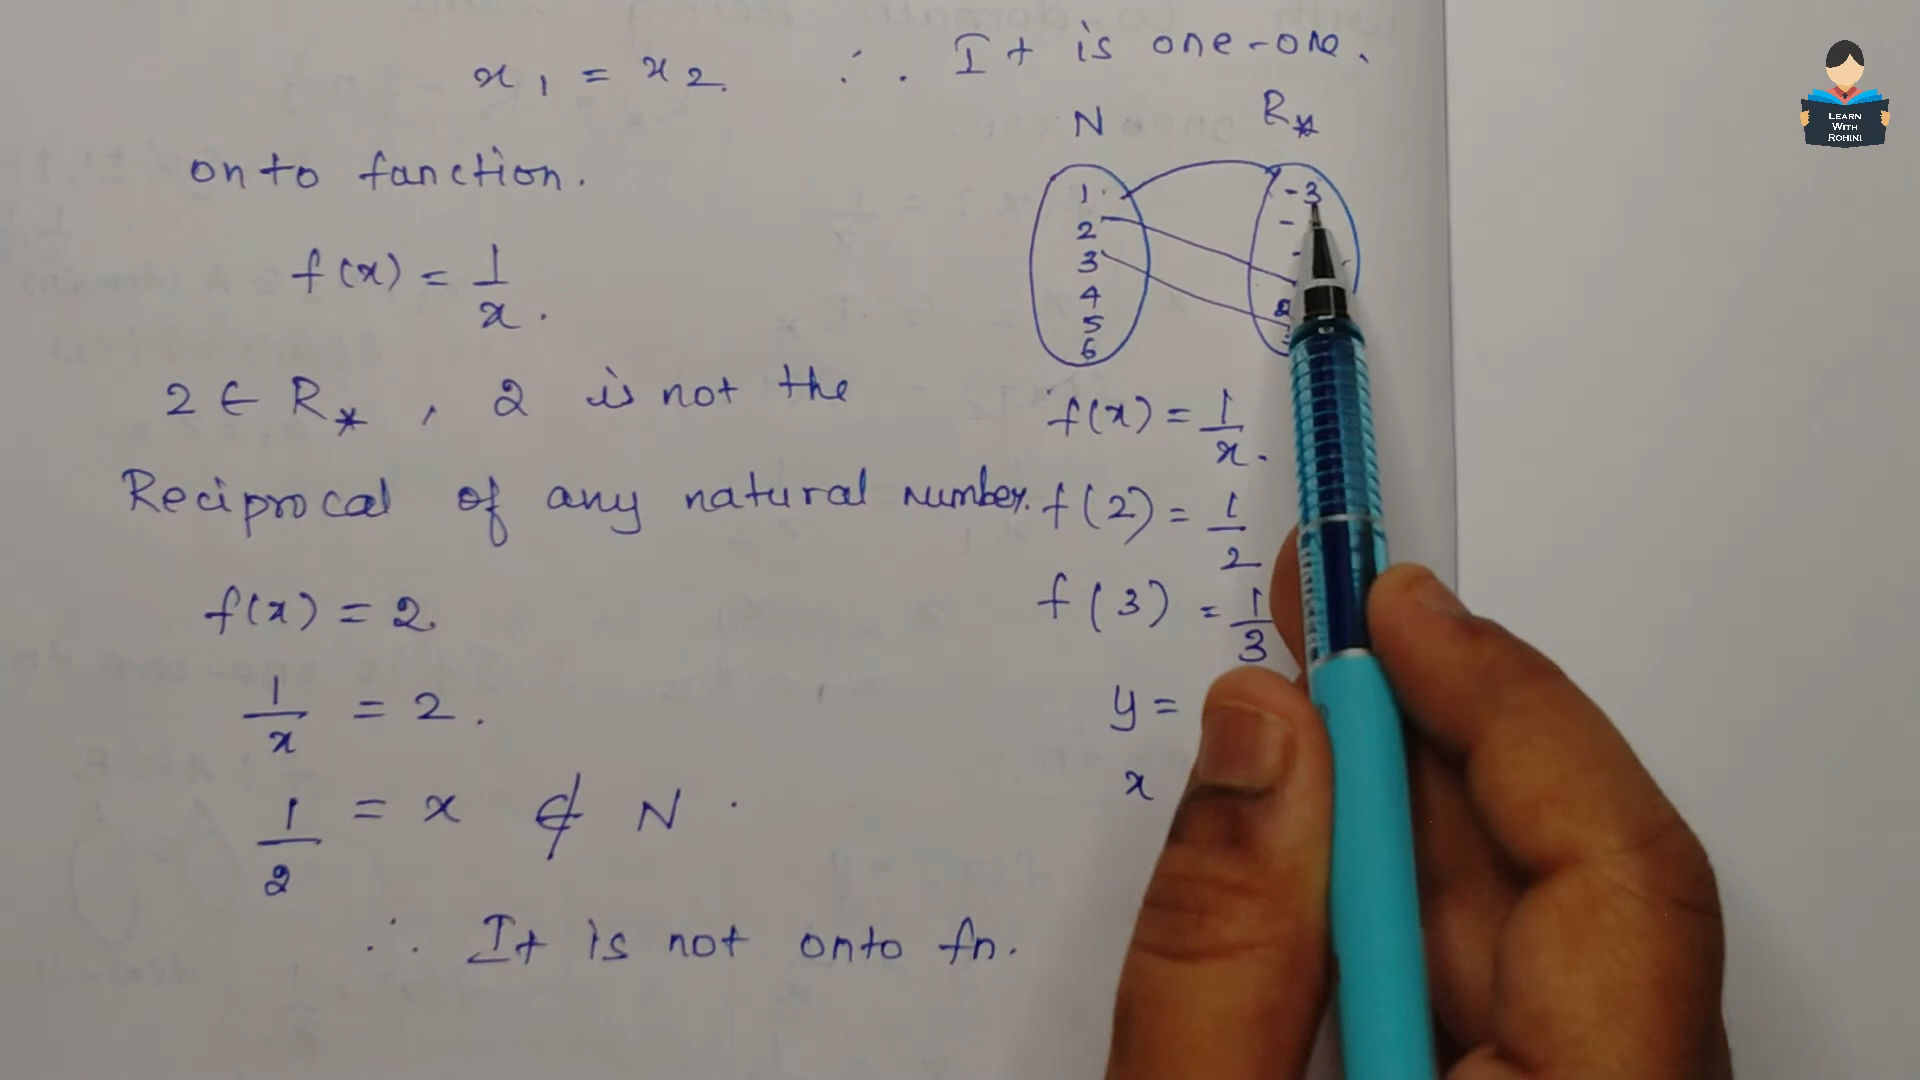 x1 = x2. ∴ It is one-one.
N R*
onto fanction.
f(x) = 1/x.
2 ∈ R*, 2 is not the
Reciprocal of any natural number.
f(x) = 2.
1/x = 2.
1/2 = x ∉ N.
∴ It is not onto fn.
1
2
3
4
5
6
-3
2
f(x) = 1/x.
f(2) = 1/2
f(3) = 1/3
y =
x
LEARN
WITH
ROHINI